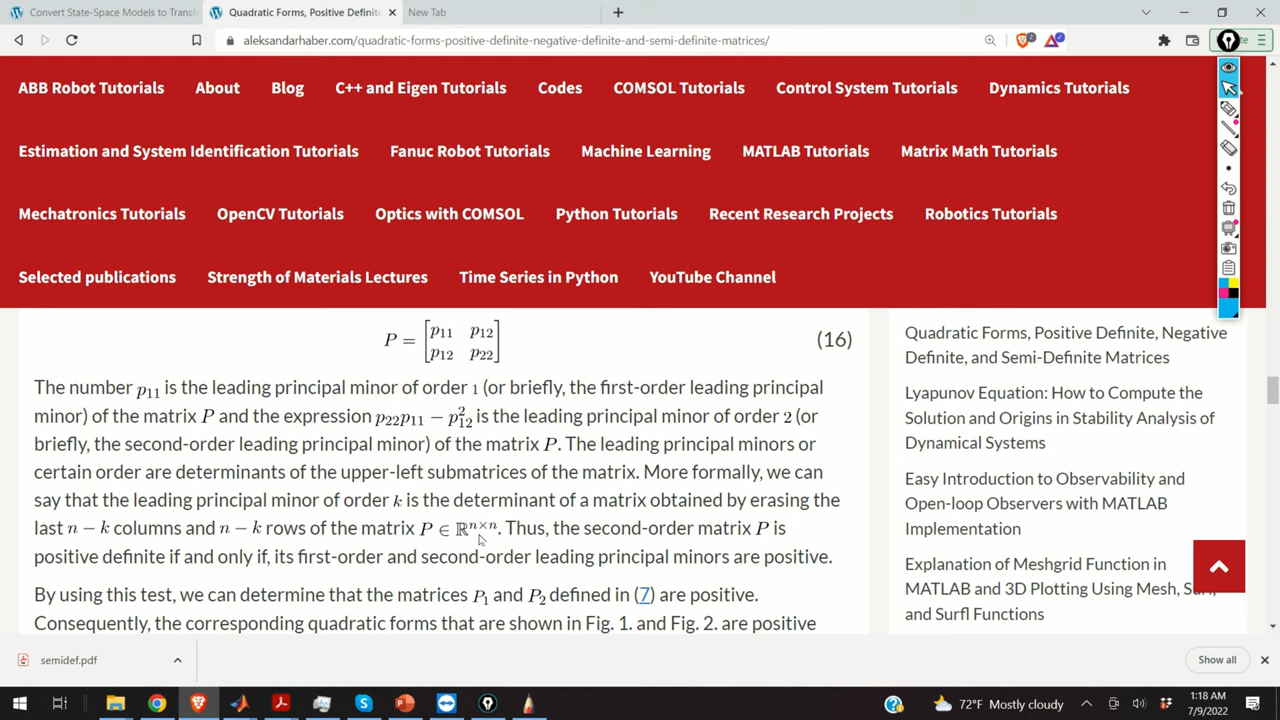 Convert State-Space Models to Transf
Quadratic Forms, Positive Definite
New Tab
aleksandarhaber.com/quadratic-forms-positive-definite-negative-definite-and-semi-definite-matrices/
ABB Robot Tutorials About Blog C++ and Eigen Tutorials Codes COMSOL Tutorials Control System Tutorials Dynamics Tutorials
Estimation and System Identification Tutorials Fanuc Robot Tutorials Machine Learning MATLAB Tutorials Matrix Math Tutorials
Mechatronics Tutorials OpenCV Tutorials Optics with COMSOL Python Tutorials Recent Research Projects Robotics Tutorials
Selected publications Strength of Materials Lectures Time Series in Python YouTube Channel
P = [p11 p12
p12 p22] (16)
The number p11 is the leading principal minor of order 1 (or briefly, the first-order leading principal
minor) of the matrix P and the expression p22p11 − p12² is the leading principal minor of order 2 (or
briefly, the second-order leading principal minor) of the matrix P. The leading principal minors or
certain order are determinants of the upper-left submatrices of the matrix. More formally, we can
say that the leading principal minor of order k is the determinant of a matrix obtained by erasing the
last n − k columns and n − k rows of the matrix P ∈ ℝⁿˣⁿ. Thus, the second-order matrix P is
positive definite if and only if, its first-order and second-order leading principal minors are positive.
By using this test, we can determine that the matrices P1 and P2 defined in (7) are positive.
Consequently, the corresponding quadratic forms that are shown in Fig. 1. and Fig. 2. are positive
Quadratic Forms, Positive Definite, Negative
Definite, and Semi-Definite Matrices
Lyapunov Equation: How to Compute the
Solution and Origins in Stability Analysis of
Dynamical Systems
Easy Introduction to Observability and
Open-loop Observers with MATLAB
Implementation
Explanation of Meshgrid Function in
MATLAB and 3D Plotting Using Mesh, Surf,
and Surfl Functions
semidef.pdf
Show all
72°F Mostly cloudy
1:18 AM
7/9/2022